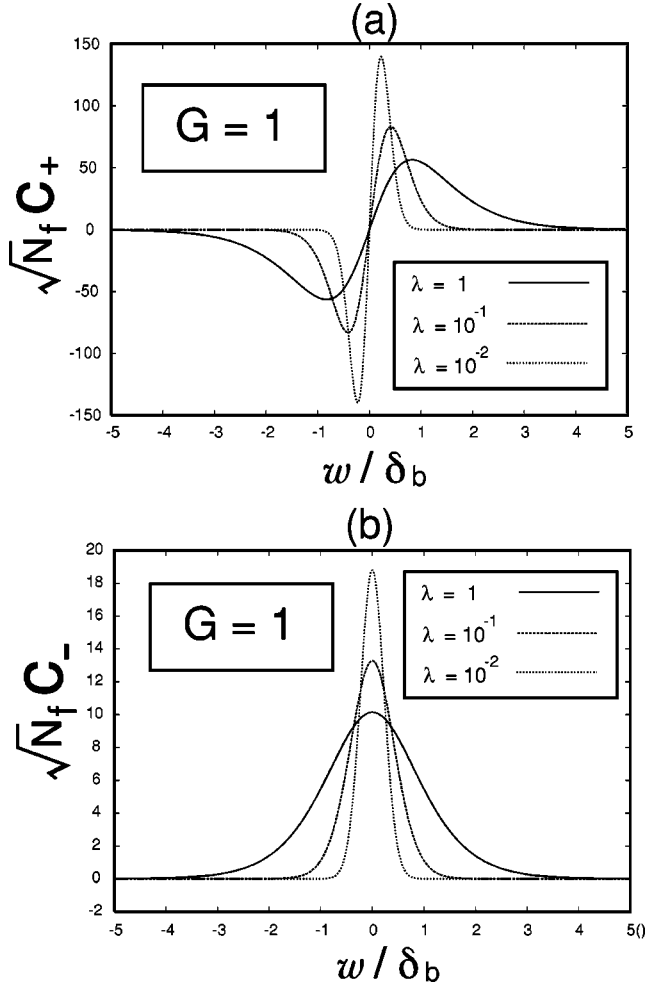 (a)
150
100
50
0
-50
-100
-150
√N_f C_+
G = 1
λ = 1
λ = 10^-1
λ = 10^-2
-5 -4 -3 -2 -1 0 1 2 3 4 5
w / δ_b
(b)
20
18
16
14
12
10
8
6
4
2
0
-2
√N_f C_-
G = 1
λ = 1
λ = 10^-1
λ = 10^-2
-5 -4 -3 -2 -1 0 1 2 3 4 5()
w / δ_b